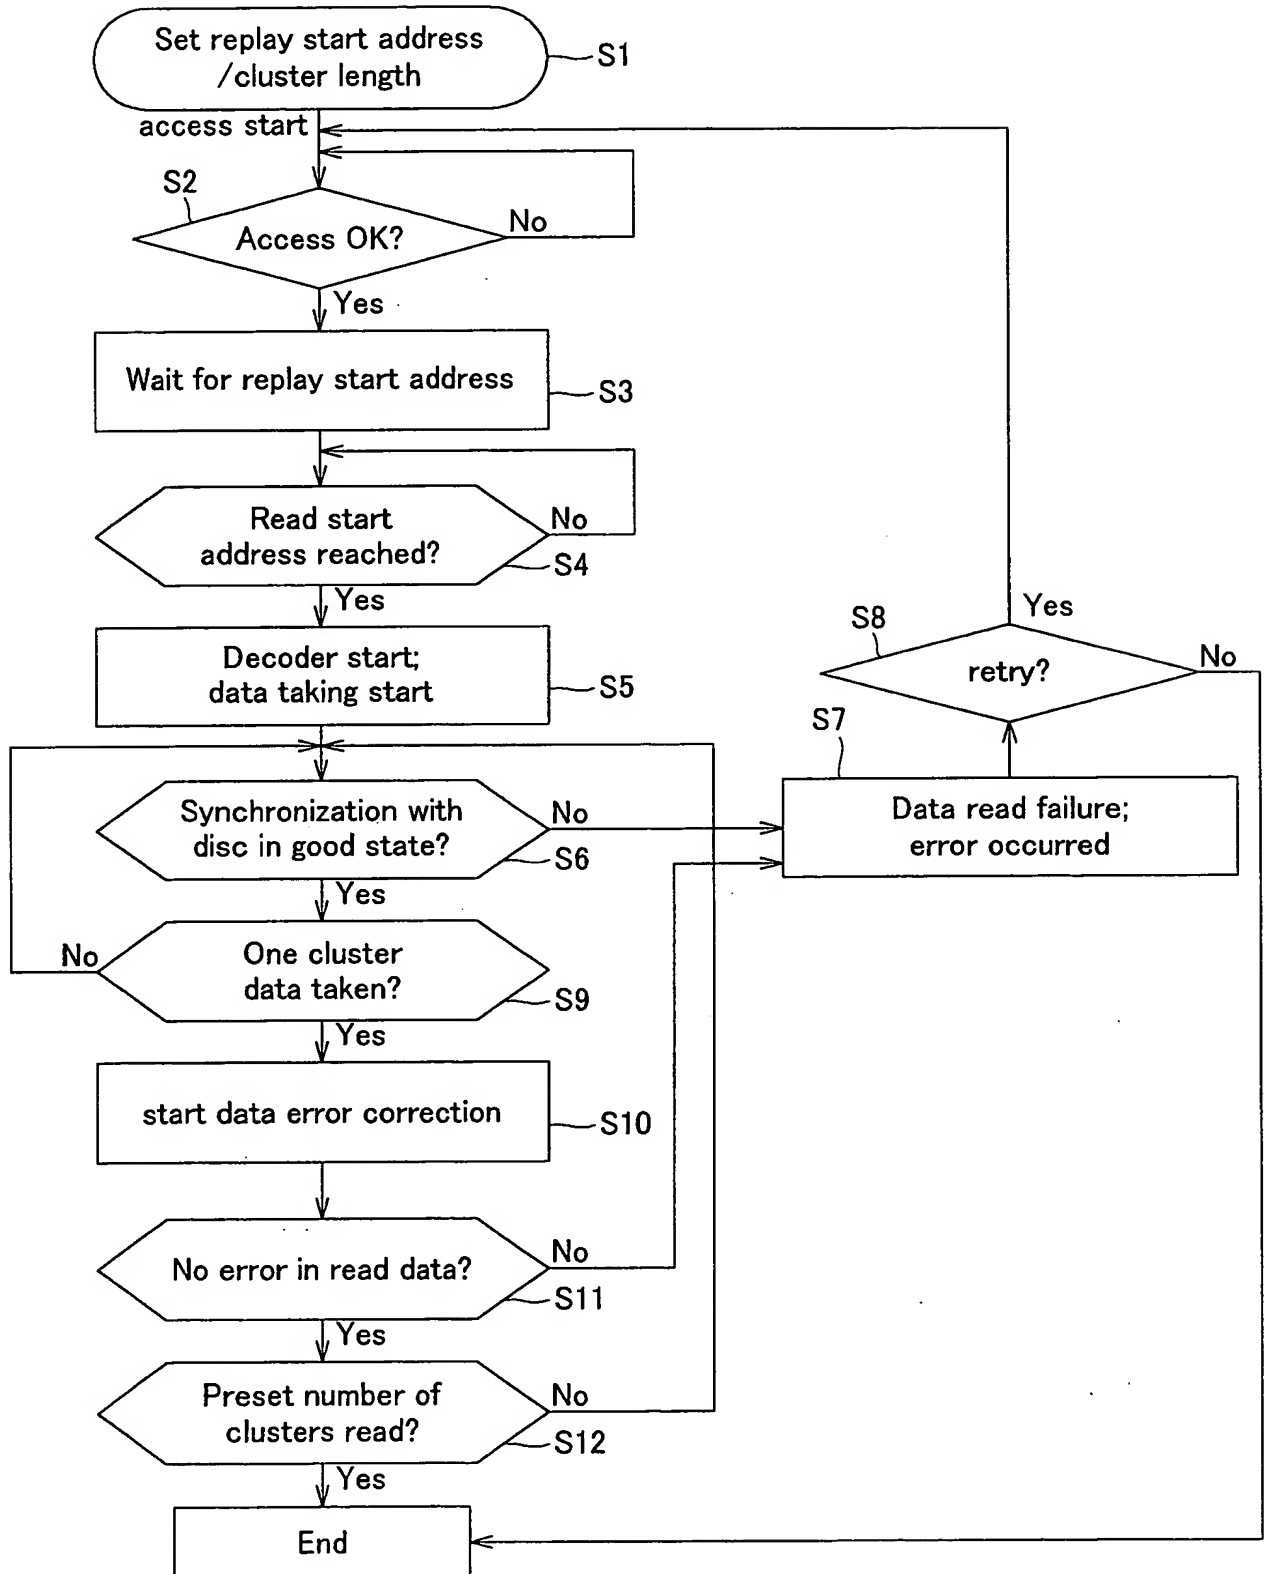 Set replay start address
/cluster length
S1
access start
S2
Access OK?
No
Yes
Wait for replay start address
S3
Read start
address reached?
No
S4
Yes
Decoder start;
data taking start
S5
S8
Yes
retry?
No
S7
Data read failure;
error occurred
Synchronization with
disc in good state?
No
S6
Yes
No
One cluster
data taken?
S9
Yes
start data error correction
S10
No error in read data?
No
S11
Yes
Preset number of
clusters read?
No
S12
Yes
End